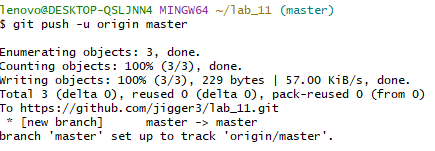 lenovo@DESKTOP-QSLJNN4 MINGW64 ~/lab_11 (master)
$ git push -u origin master
Enumerating objects: 3, done.
Counting objects: 100% (3/3), done.
Writing objects: 100% (3/3), 229 bytes | 57.00 KiB/s, done.
Total 3 (delta 0), reused 0 (delta 0), pack-reused 0 (from 0)
To https://github.com/jigger3/lab_11.git
 * [new branch]      master -> master
branch 'master' set up to track 'origin/master'.